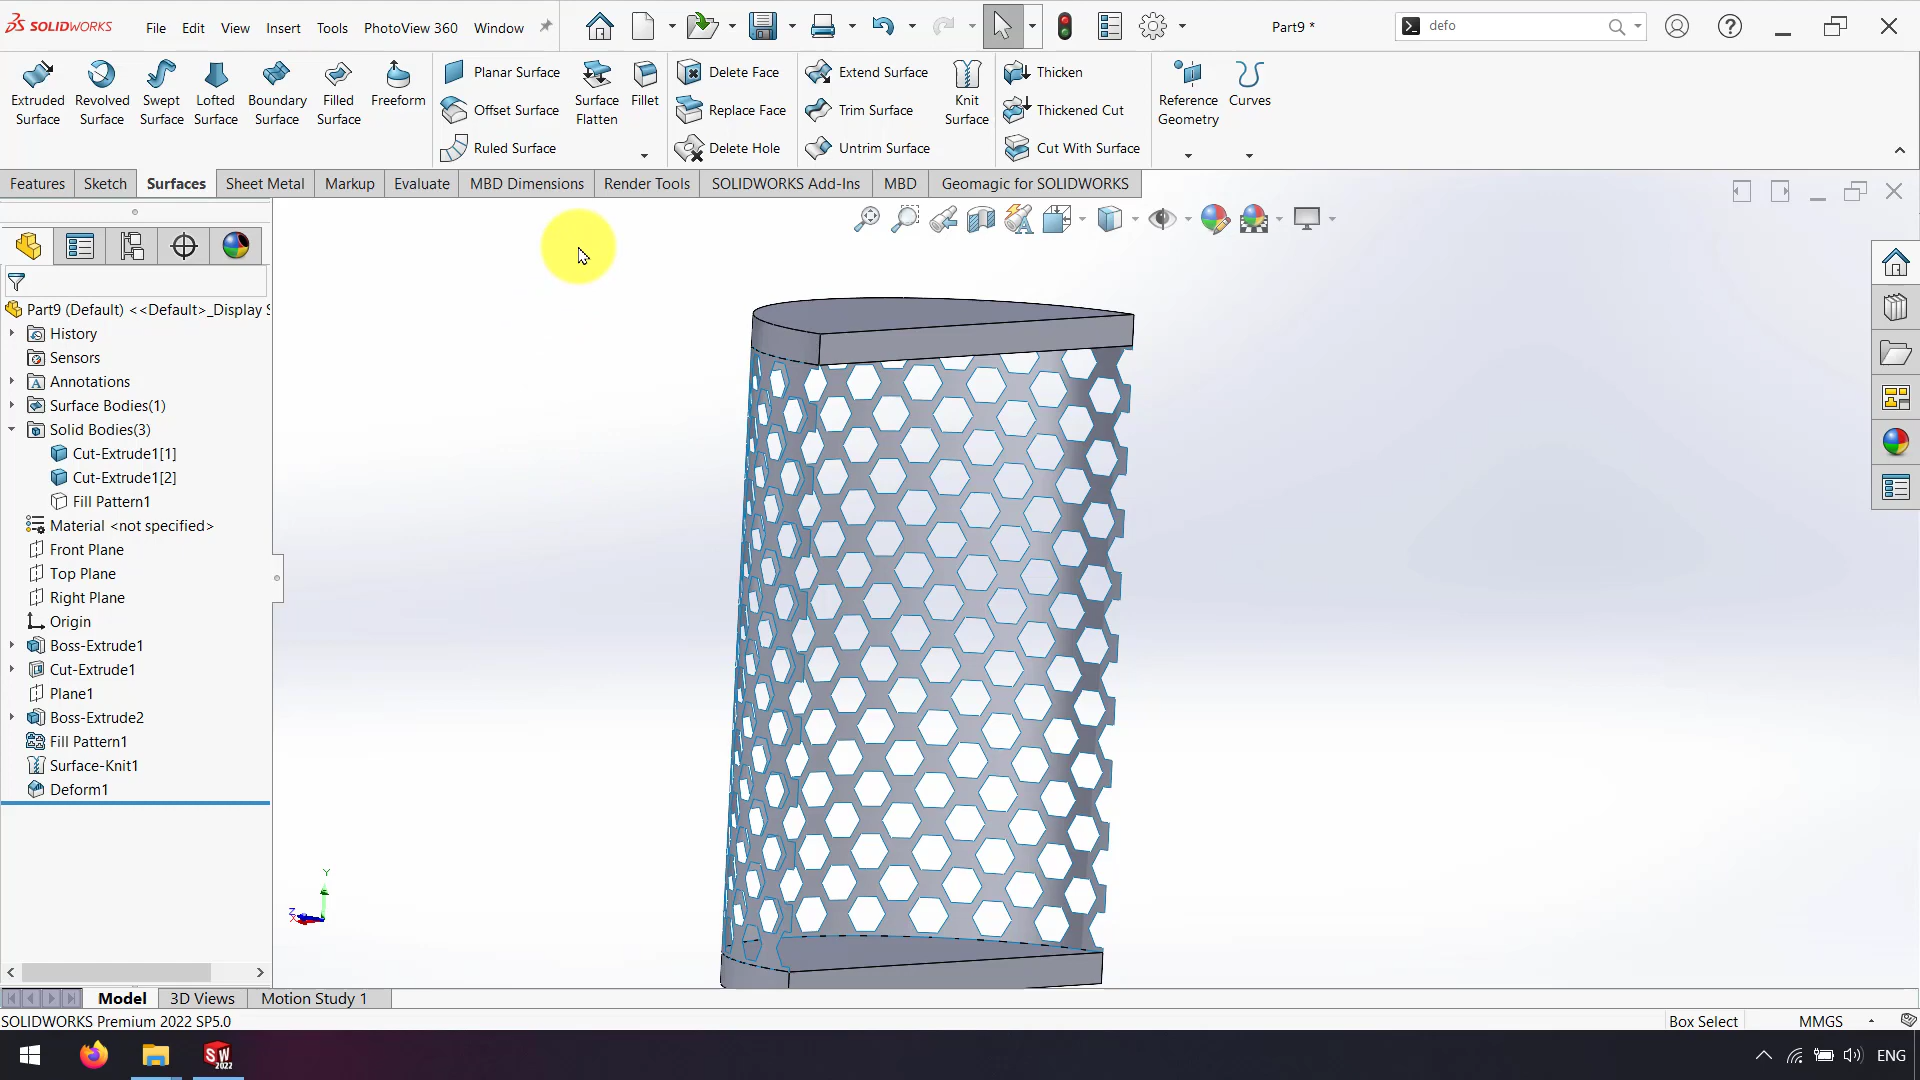 SOLIDWORKS File Edit View Insert Tools PhotoView 360 Window Part9 * defo
Extruded Surface
Revolved Surface
Swept Surface
Lofted Surface
Boundary Surface
Filled Surface
Freeform
Planar Surface
Offset Surface
Ruled Surface
Surface Flatten
Fillet
Delete Face
Replace Face
Delete Hole
Extend Surface
Trim Surface
Untrim Surface
Knit Surface
Thicken
Thickened Cut
Cut With Surface
Reference Geometry
Curves
Features Sketch Surfaces Sheet Metal Markup Evaluate MBD Dimensions Render Tools SOLIDWORKS Add-Ins MBD Geomagic for SOLIDWORKS
Part9 (Default) <<Default>_Display S
History
Sensors
Annotations
Surface Bodies(1)
Solid Bodies(3)
Cut-Extrude1[1]
Cut-Extrude1[2]
Fill Pattern1
Material <not specified>
Front Plane
Top Plane
Right Plane
Origin
Boss-Extrude1
Cut-Extrude1
Plane1
Boss-Extrude2
Fill Pattern1
Surface-Knit1
Deform1
Y
Z
X
Model 3D Views Motion Study 1
SOLIDWORKS Premium 2022 SP5.0 Box Select MMGS
SW 2022 ENG